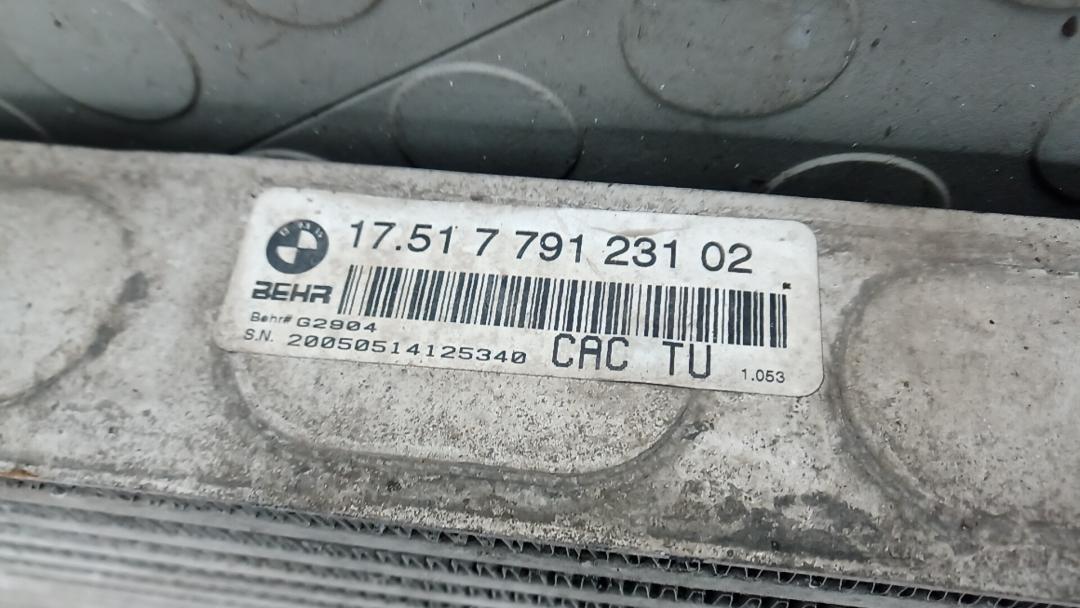 17.51 7 791 231 02
BEHR
Behr# G2904
S.N. 20050514125340 CAC TU 1.053